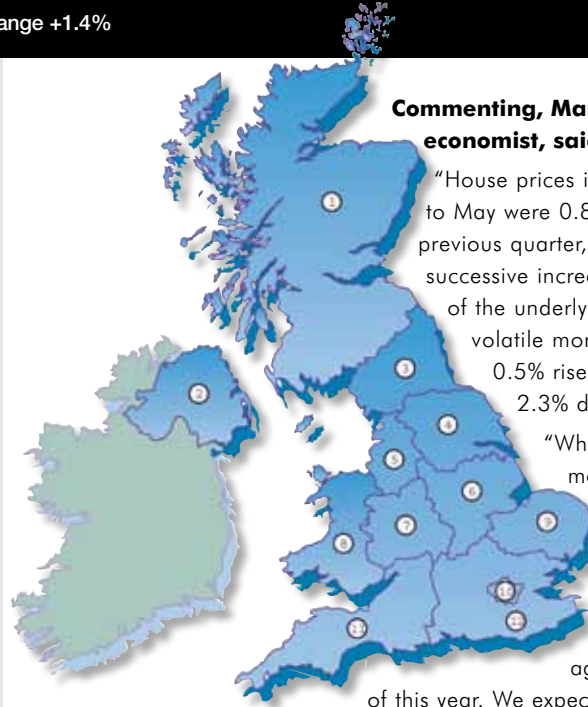 ange +1.4%
Commenting, Ma
economist, said
"House prices i
to May were 0.8
previous quarter,
successive increa
of the underly
volatile mon
0.5% rise
2.3% d
"Wh
mo
ag
of this year. We expec
1
2
3
4
5
6
7
8
9
10
11
12